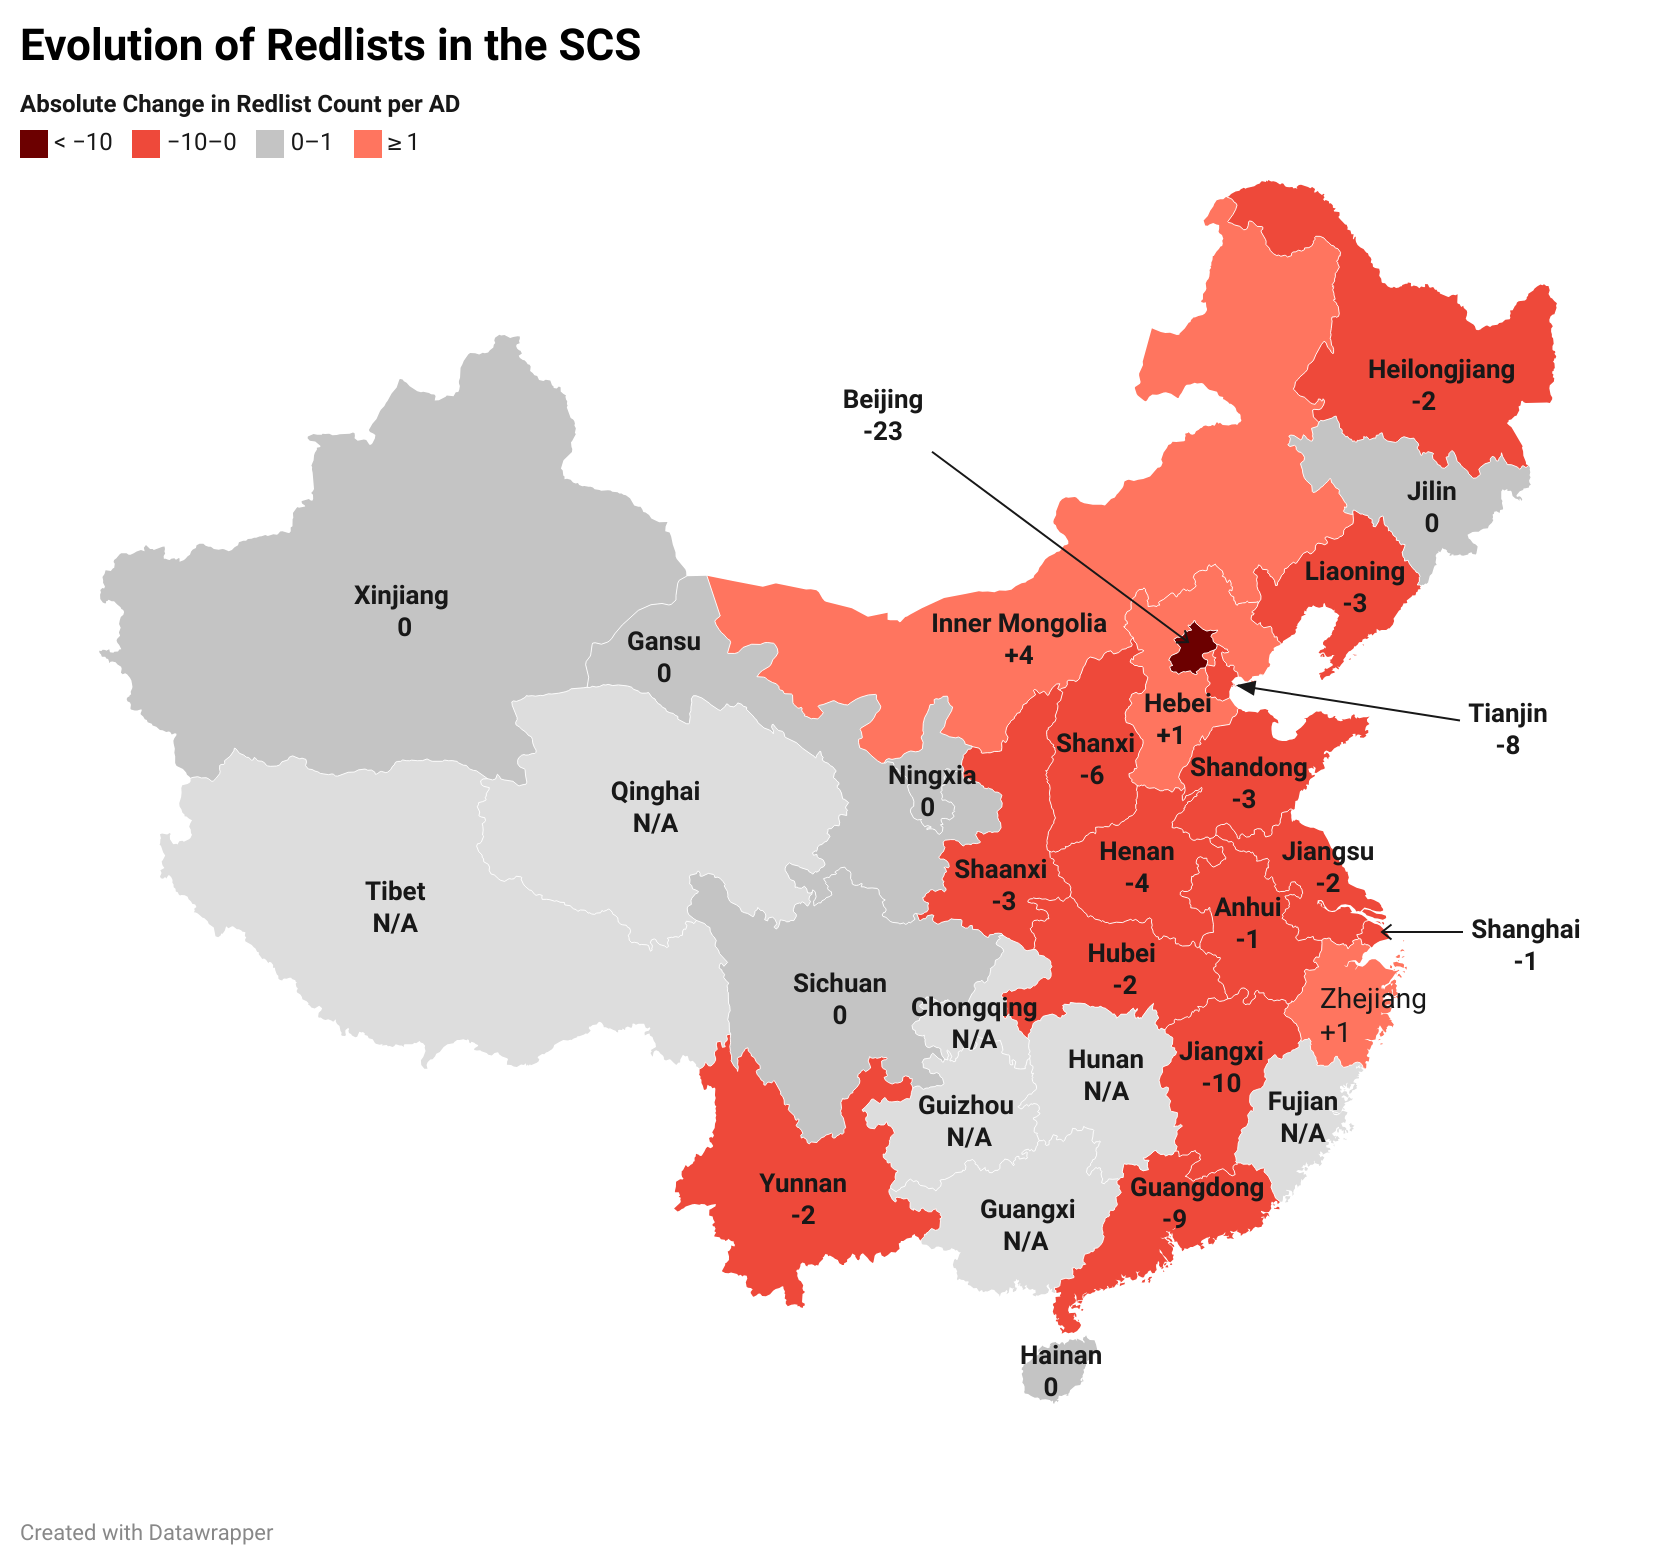 Evolution of Redlists in the SCS
Absolute Change in Redlist Count per AD
< −10
−10–0
0–1
≥ 1
Heilongjiang
-2
Beijing
-23
Jilin
0
Liaoning
-3
Xinjiang
0
Gansu
0
Inner Mongolia
+4
Hebei
+1
Tianjin
-8
Shanxi
-6
Shandong
-3
Ningxia
0
Qinghai
N/A
Henan
-4
Jiangsu
-2
Shaanxi
-3
Tibet
N/A
Anhui
-1
Shanghai
-1
Hubei
-2
Sichuan
0
Zhejiang
+1
Chongqing
N/A
Hunan
N/A
Jiangxi
-10
Guizhou
N/A
Fujian
N/A
Yunnan
-2
Guangdong
-9
Guangxi
N/A
Hainan
0
Created with Datawrapper